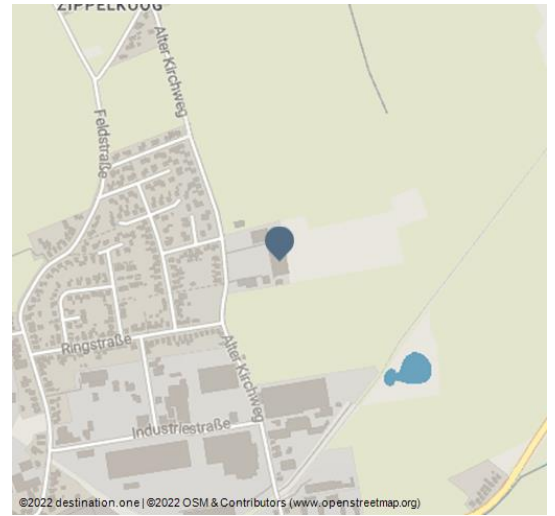 ZIPPELKOOG
Alter Kirchweg
Feldstraße
Ringstraße
Alter Kirchweg
Industriestraße
©2022 destination.one | ©2022 OSM & Contributors (www.openstreetmap.org)